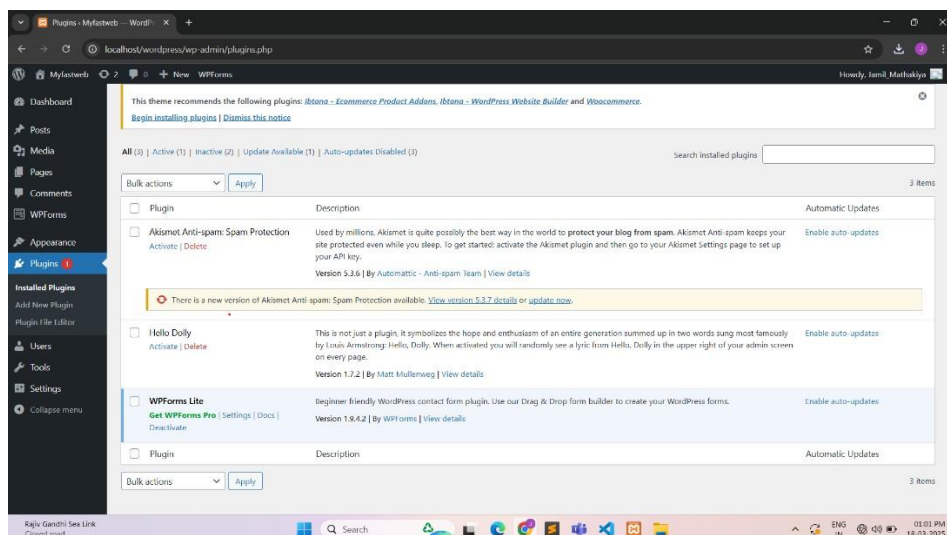 Plugins ‹ Myfastweb — WordPr
localhost/wordpress/wp-admin/plugins.php
Myfastweb 2 0 + New WPForms Howdy, Jamil_Mathakiya
Dashboard
Posts
Media
Pages
Comments
WPForms
Appearance
Plugins 1
Installed Plugins
Add New Plugin
Plugin File Editor
Users
Tools
Settings
Collapse menu
This theme recommends the following plugins: Ibtana - Ecommerce Product Addons, Ibtana - WordPress Website Builder and Woocommerce.
Begin installing plugins | Dismiss this notice
All (3) | Active (1) | Inactive (2) | Update Available (1) | Auto-updates Disabled (3)
Search installed plugins
Bulk actions Apply 3 items
Plugin Description Automatic Updates
Akismet Anti-spam: Spam Protection
Activate | Delete
Used by millions, Akismet is quite possibly the best way in the world to protect your blog from spam. Akismet Anti-spam keeps your
site protected even while you sleep. To get started: activate the Akismet plugin and then go to your Akismet Settings page to set up
your API key.
Version 5.3.6 | By Automattic - Anti-spam Team | View details
Enable auto-updates
There is a new version of Akismet Anti-spam: Spam Protection available. View version 5.3.7 details or update now.
Hello Dolly
Activate | Delete
This is not just a plugin, it symbolizes the hope and enthusiasm of an entire generation summed up in two words sung most famously
by Louis Armstrong: Hello, Dolly. When activated you will randomly see a lyric from Hello, Dolly in the upper right of your admin screen
on every page.
Version 1.7.2 | By Matt Mullenweg | View details
Enable auto-updates
WPForms Lite
Get WPForms Pro | Settings | Docs |
Deactivate
Beginner friendly WordPress contact form plugin. Use our Drag & Drop form builder to create your WordPress forms.
Version 1.9.4.2 | By WPForms | View details
Enable auto-updates
Plugin Description Automatic Updates
Bulk actions Apply 3 items
Rajiv Gandhi Sea Link
Closed road
Search
ENG
IN
01:01 PM
18-03-2025